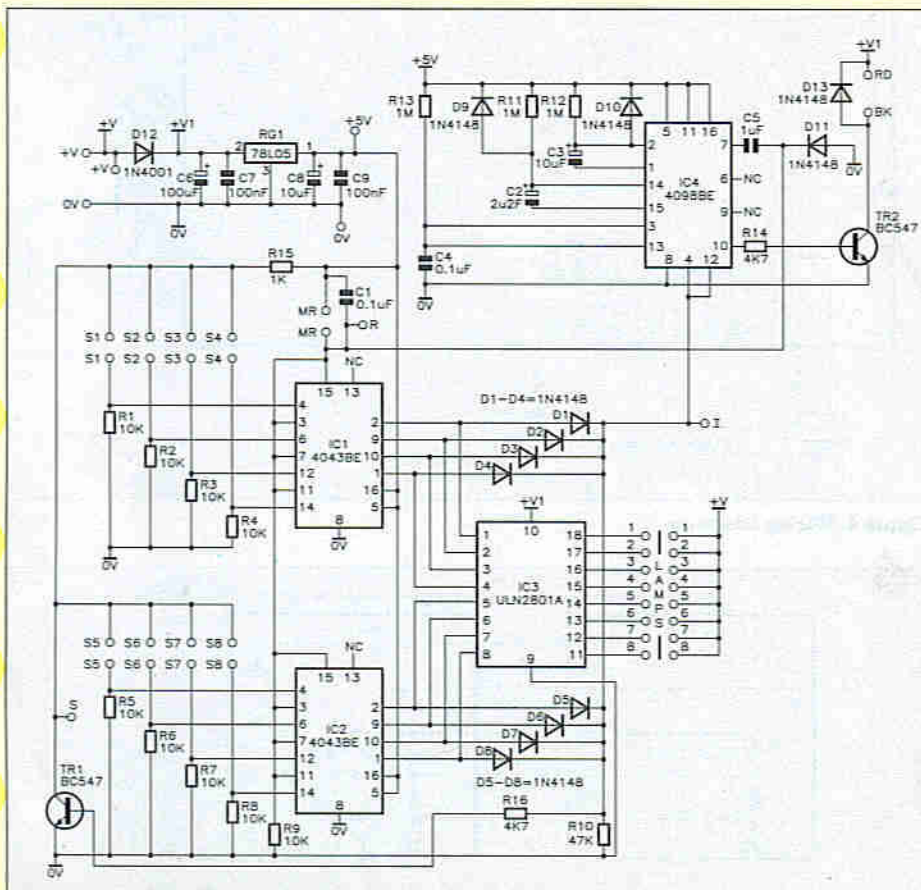 +V1
+5V
RD
D13
1N4148
BK
R13
1M
D9
1N4148
R11
1M
R12
1M
D10
1N4148
5 11 16
C5
1uF
D11
1N4148
0V
7
2
1
14
15
3
13
IC4
4098BE
6
NC
9
NC
10
8 4 12
C3
10uF
C2
2u2F
C4
0.1uF
0V
R14
4K7
TR2
BC547
+V
+V
+V
D12
1N4001
+V1
RG1
2 78L05 1
3
+5V
C6
100uF
C7
100nF
C8
10uF
C9
100nF
0V
0V
0V
R15
1K
C1
0.1uF
MR
MR
R
S1 S2 S3 S4
S1 S2 S3 S4
R1
10K
R2
10K
R3
10K
R4
10K
0V
NC
15 13
4
3
6
7
12
11
14
IC1
4043BE
2
9
10
1
16
5
8
0V
D1-D4=1N4148
D1
D2
D3
D4
I
+V1
10
1
2
3
4
5
6
7
8
IC3
ULN2801A
18
17
16
15
14
13
12
11
9
+V
1 1
2 2
3 3
4 4
5 5
6 6
7 7
8 8
LAMPS
S5 S6 S7 S8
S5 S6 S7 S8
S
R5
10K
R6
10K
R7
10K
R8
10K
R9
10K
NC
15 13
4
3
6
7
12
11
14
IC2
4043BE
2
9
10
1
16
5
8
0V
D5
D6
D7
D8
D5-D8=1N4148
TR1
BC547
0V
R16
4K7
R10
47K